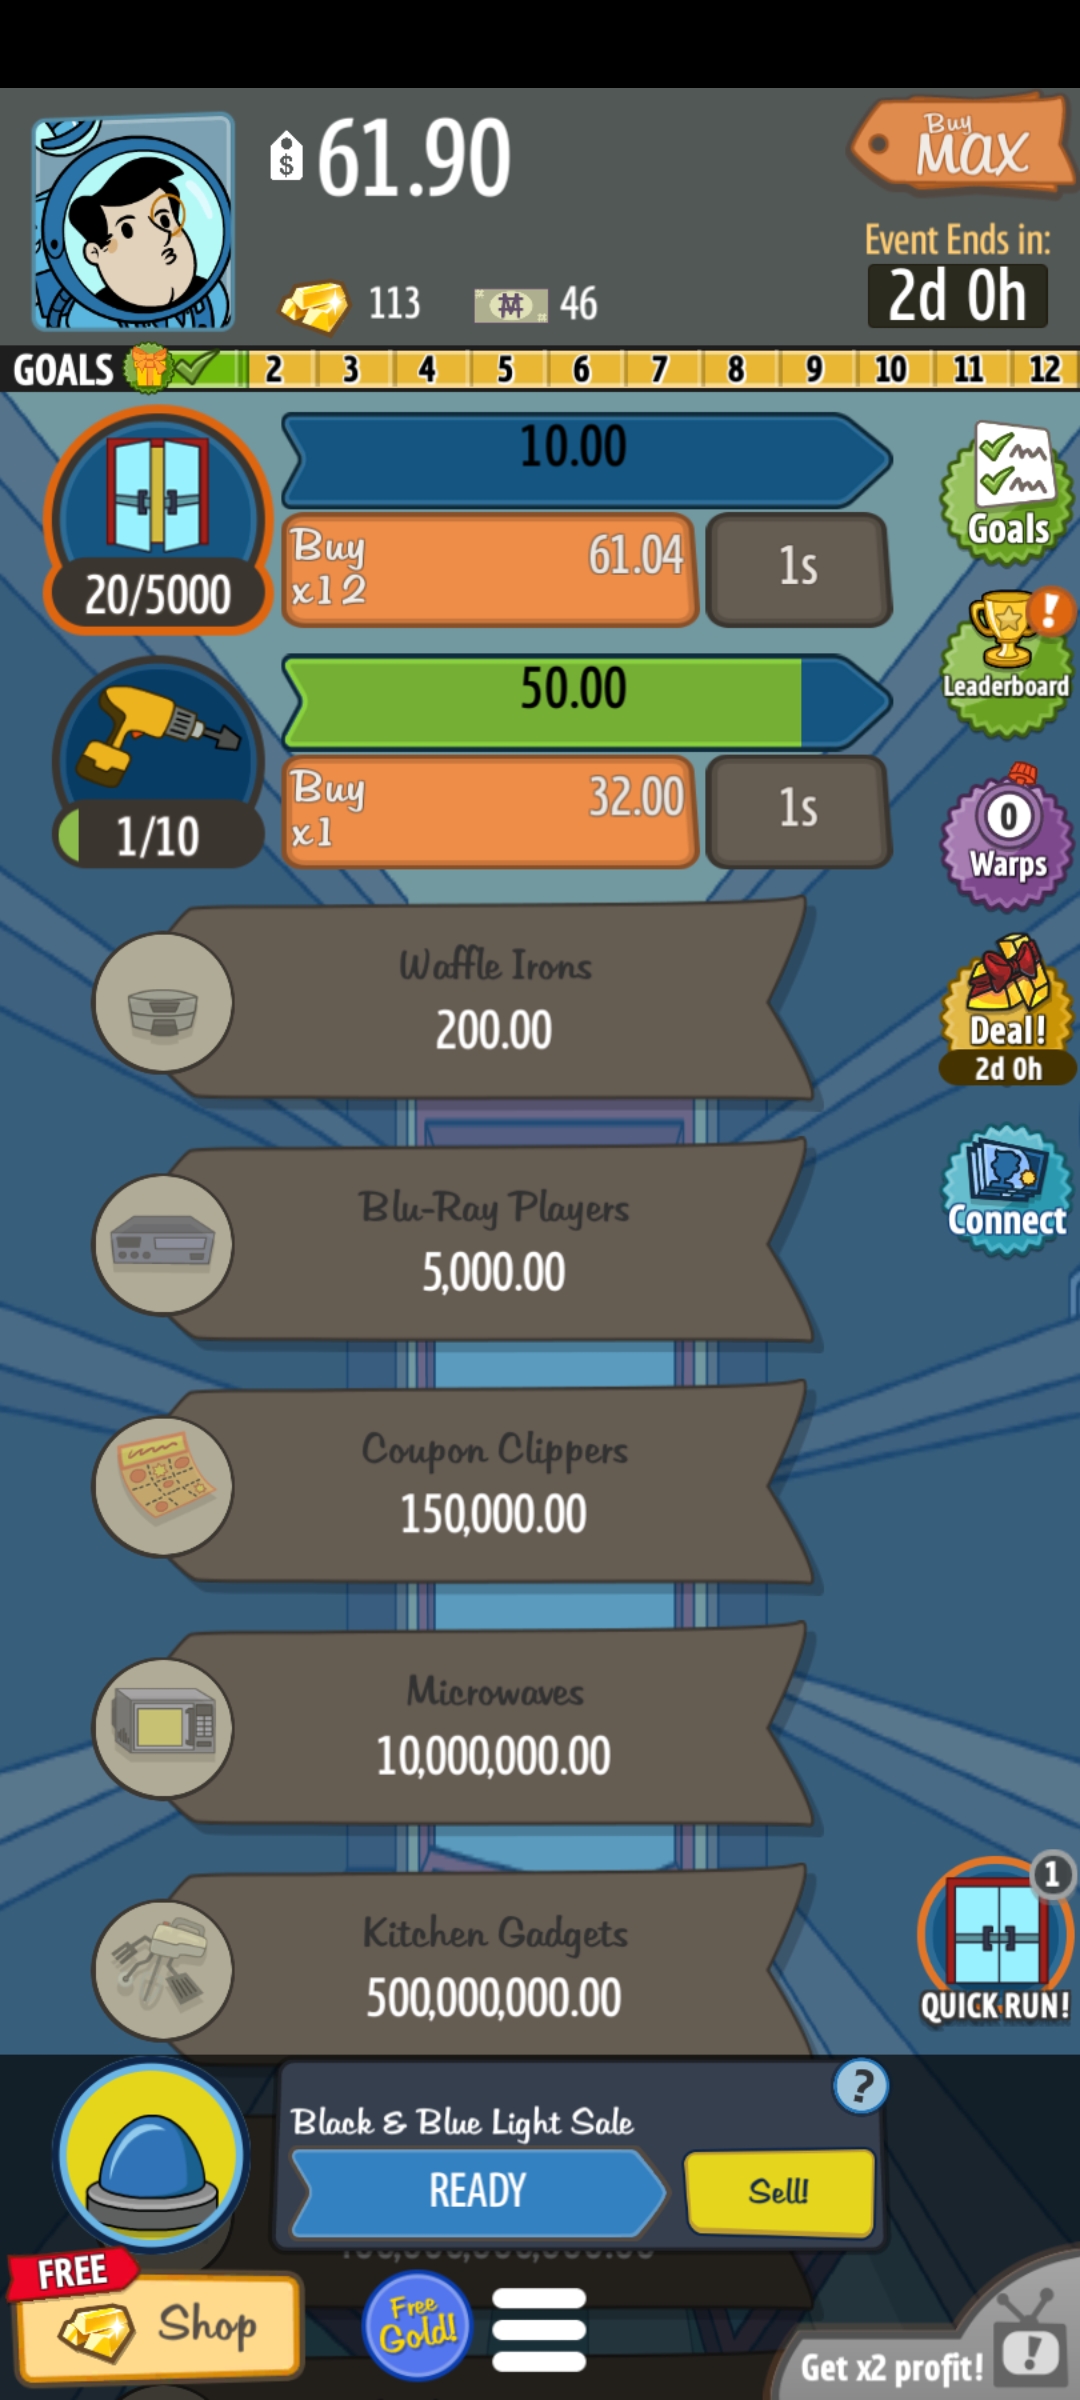 $ 61.90
Buy
MAX
Event Ends in:
113
46
2d 0h
GOALS 2 3 4 5 6 7 8 9 10 11 12
10.00
Buy
x12
61.04
1s
20/5000
Goals
50.00
Leaderboard
Buy
x1
32.00
1s
1/10
0
Warps
Waffle Irons
200.00
Deal!
2d 0h
Blu-Ray Players
5,000.00
Connect
Coupon Clippers
150,000.00
Microwaves
10,000,000.00
1
Kitchen Gadgets
500,000,000.00
QUICK RUN!
?
Black & Blue Light Sale
READY
Sell!
FREE
Shop
Free
Gold!
Get x2 profit!